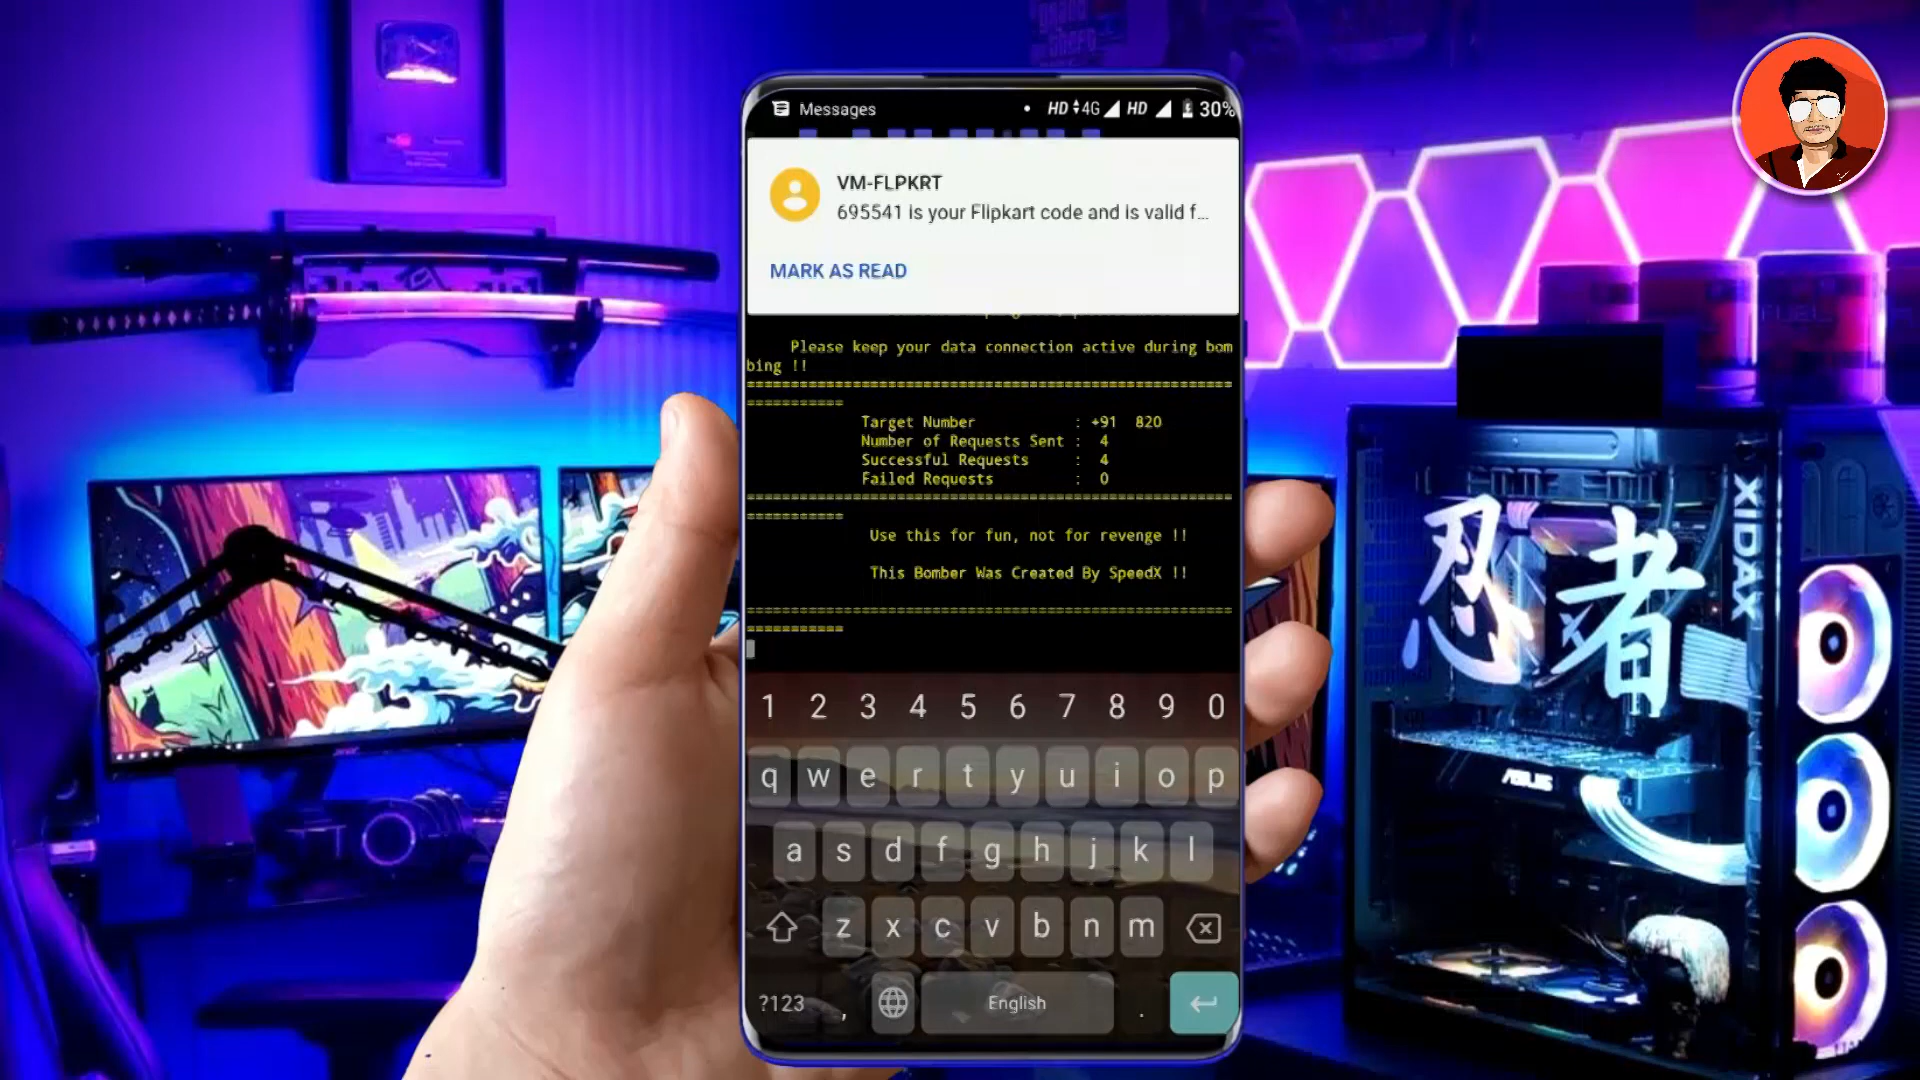 Messages
HD 4G HD 30%
VM-FLPKRT
695541 is your Flipkart code and is valid f...
MARK AS READ
Please keep your data connection active during bom
bing !!
===========================================================
===========
Target Number : +91 820
Number of Requests Sent : 4
Successful Requests : 4
Failed Requests : 0
===========================================================
===========
Use this for fun, not for revenge !!
This Bomber Was Created By SpeedX !!
===========================================================
===========
1 2 3 4 5 6 7 8 9 0
q w e r t y u i o p
a s d f g h j k l
z x c v b n m
?123 , English .
XIDAX
忍者
ASUS
acer